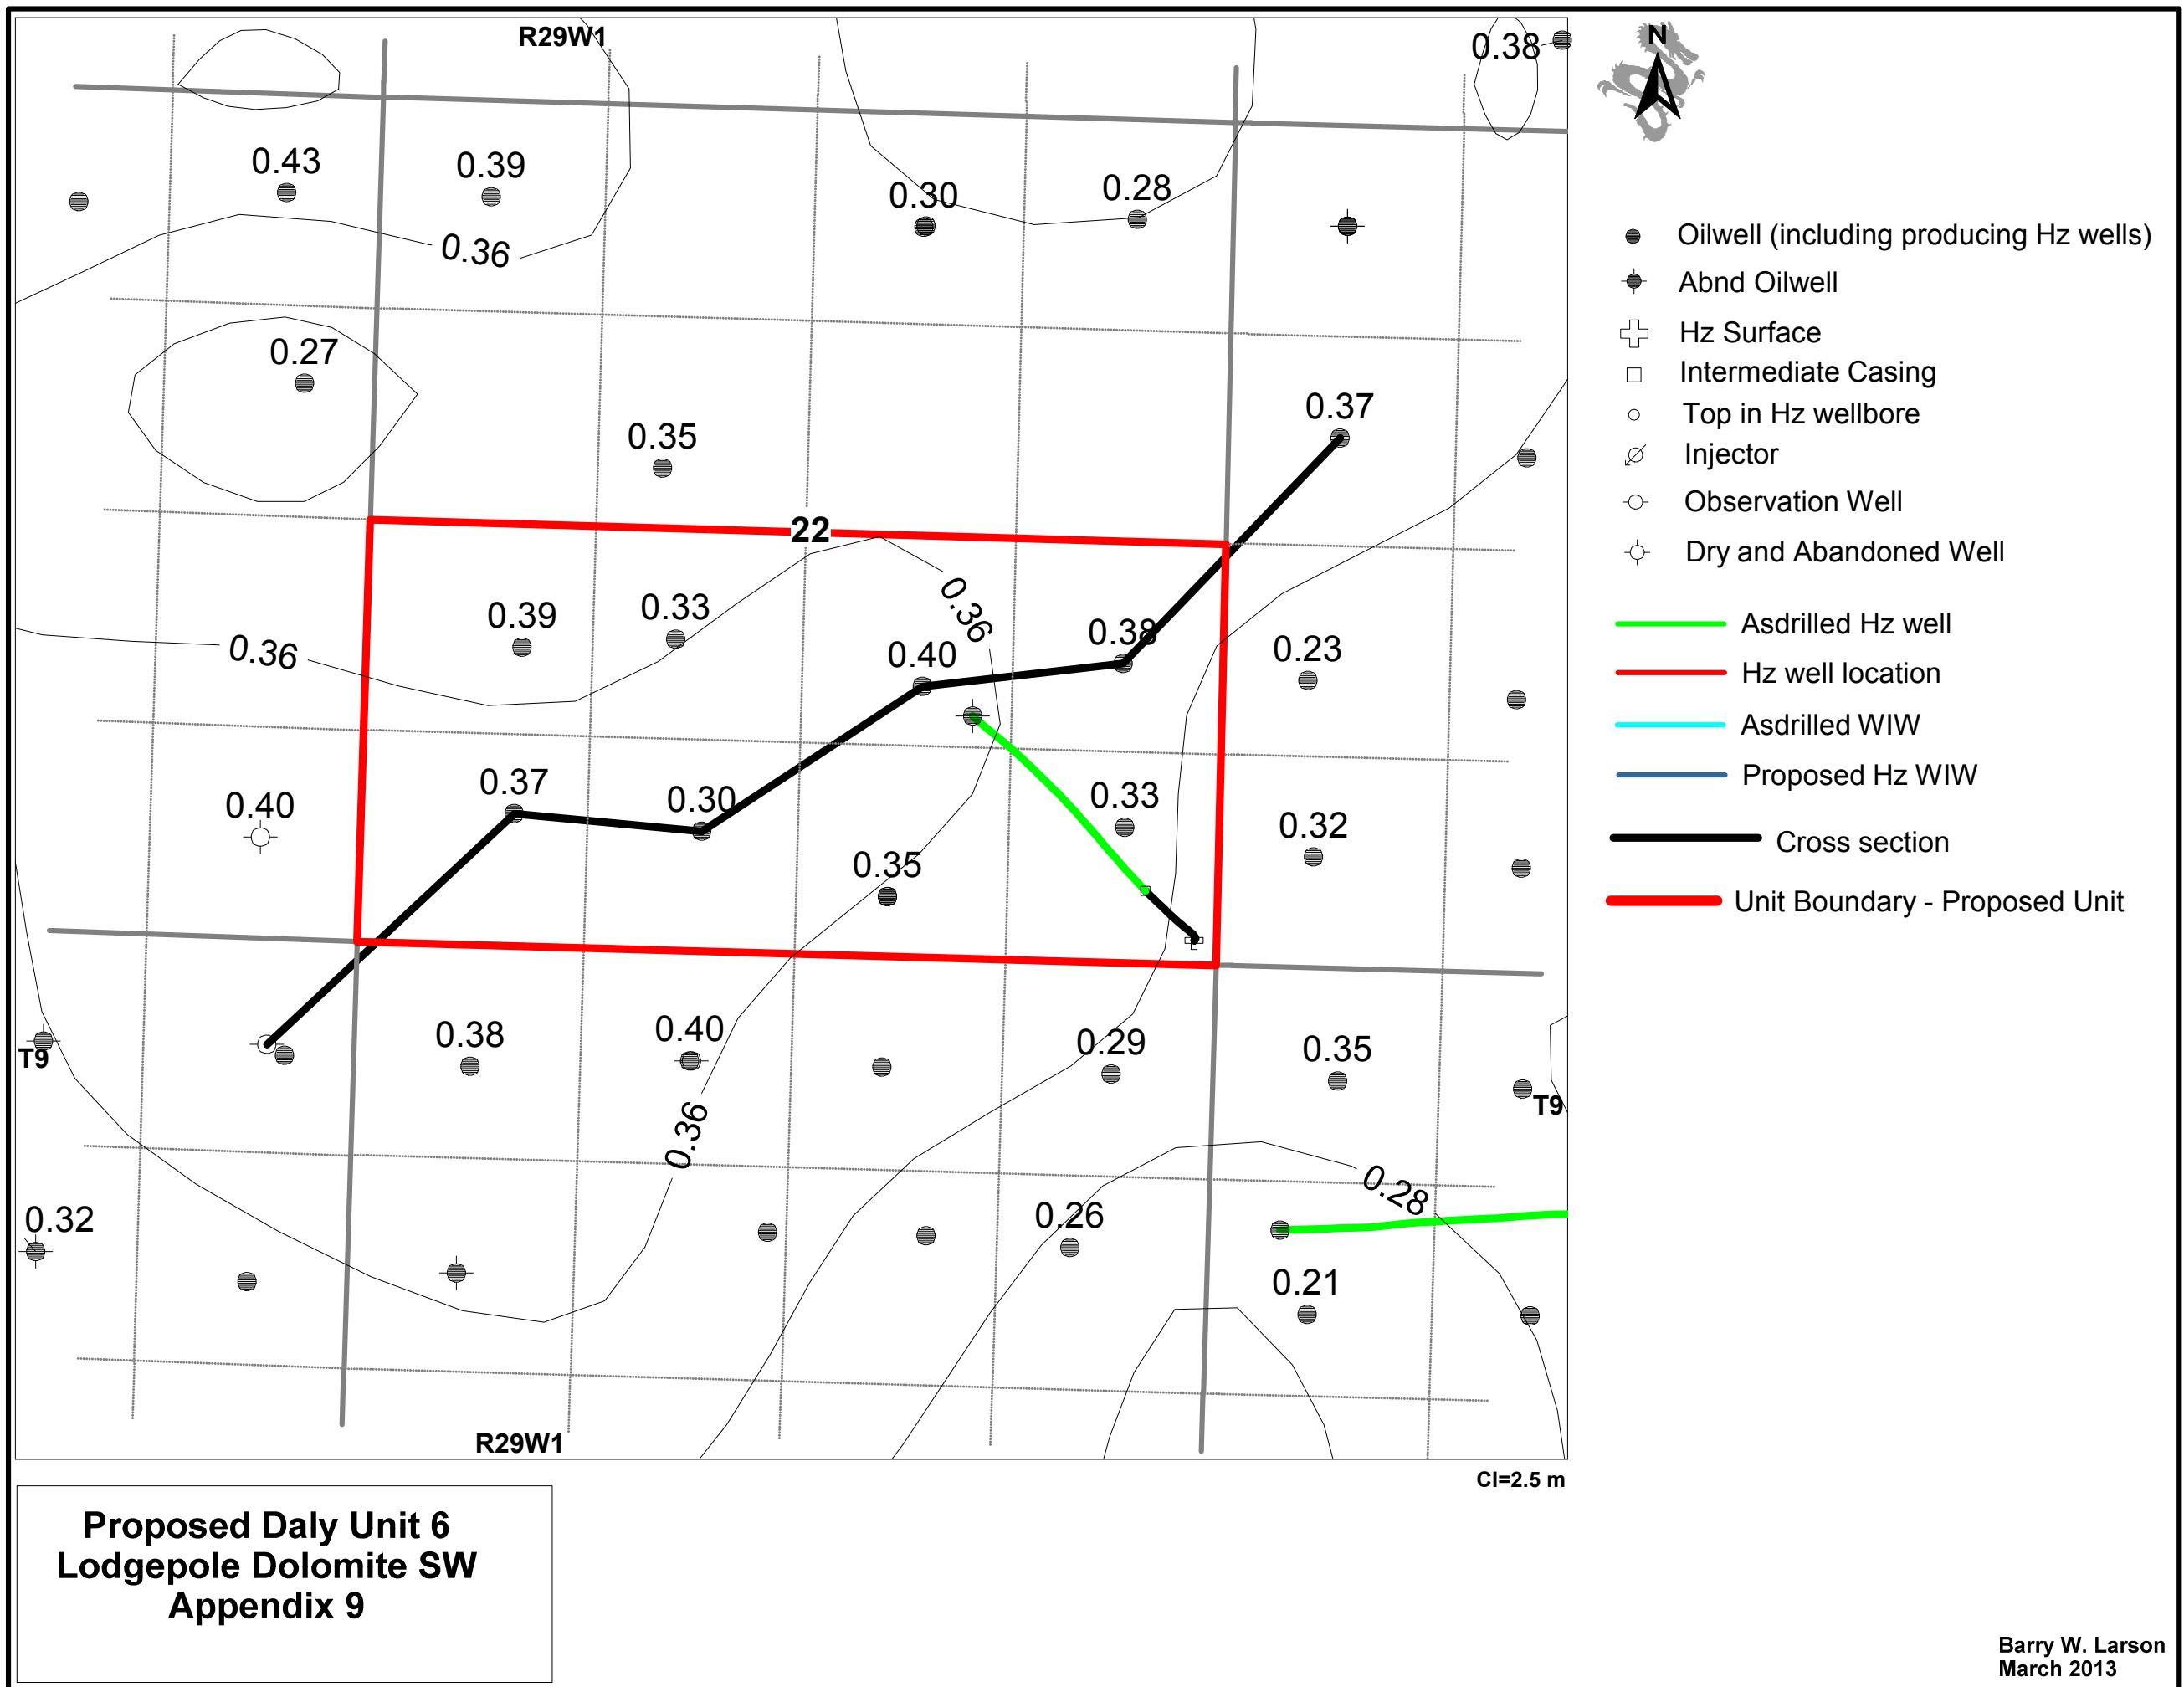 R29W1
0.38
N
0.43
0.39
0.30
0.28
0.36
0.27
0.35
0.37
22
0.39
0.33
0.36
0.40
0.38
0.36
0.23
0.37
0.30
0.40
0.33
0.35
0.32
T9
0.38
0.40
0.29
0.35
T9
0.36
0.32
0.26
0.28
0.21
R29W1
CI=2.5 m
Oilwell (including producing Hz wells)
Abnd Oilwell
Hz Surface
Intermediate Casing
Top in Hz wellbore
Injector
Observation Well
Dry and Abandoned Well
Asdrilled Hz well
Hz well location
Asdrilled WIW
Proposed Hz WIW
Cross section
Unit Boundary - Proposed Unit
Proposed Daly Unit 6
Lodgepole Dolomite SW
Appendix 9
Barry W. Larson
March 2013